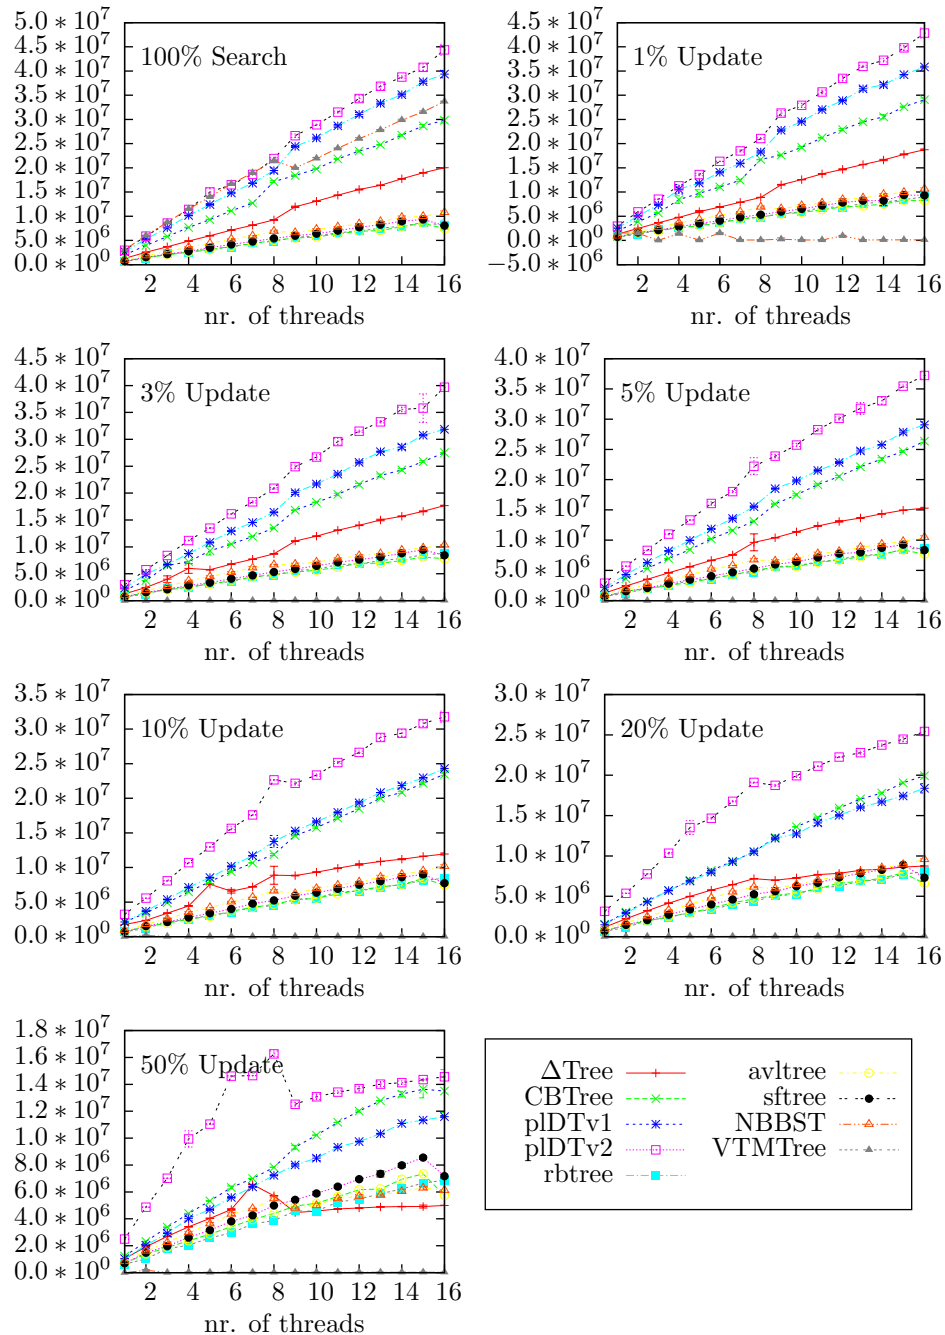 5.0 * 10^7
4.5 * 10^7
4.0 * 10^7
3.5 * 10^7
3.0 * 10^7
2.5 * 10^7
2.0 * 10^7
1.5 * 10^7
1.0 * 10^7
5.0 * 10^6
0.0 * 10^0
100% Search
2 4 6 8 10 12 14 16
nr. of threads
4.5 * 10^7
4.0 * 10^7
3.5 * 10^7
3.0 * 10^7
2.5 * 10^7
2.0 * 10^7
1.5 * 10^7
1.0 * 10^7
5.0 * 10^6
0.0 * 10^0
−5.0 * 10^6
1% Update
2 4 6 8 10 12 14 16
nr. of threads
4.5 * 10^7
4.0 * 10^7
3.5 * 10^7
3.0 * 10^7
2.5 * 10^7
2.0 * 10^7
1.5 * 10^7
1.0 * 10^7
5.0 * 10^6
0.0 * 10^0
3% Update
2 4 6 8 10 12 14 16
nr. of threads
4.0 * 10^7
3.5 * 10^7
3.0 * 10^7
2.5 * 10^7
2.0 * 10^7
1.5 * 10^7
1.0 * 10^7
5.0 * 10^6
0.0 * 10^0
5% Update
2 4 6 8 10 12 14 16
nr. of threads
3.5 * 10^7
3.0 * 10^7
2.5 * 10^7
2.0 * 10^7
1.5 * 10^7
1.0 * 10^7
5.0 * 10^6
0.0 * 10^0
10% Update
2 4 6 8 10 12 14 16
nr. of threads
3.0 * 10^7
2.5 * 10^7
2.0 * 10^7
1.5 * 10^7
1.0 * 10^7
5.0 * 10^6
0.0 * 10^0
20% Update
2 4 6 8 10 12 14 16
nr. of threads
1.8 * 10^7
1.6 * 10^7
1.4 * 10^7
1.2 * 10^7
1.0 * 10^7
8.0 * 10^6
6.0 * 10^6
4.0 * 10^6
2.0 * 10^6
0.0 * 10^0
50% Update
2 4 6 8 10 12 14 16
nr. of threads
ΔTree
CBTree
plDTv1
plDTv2
rbtree
avltree
sftree
NBBST
VTMTree